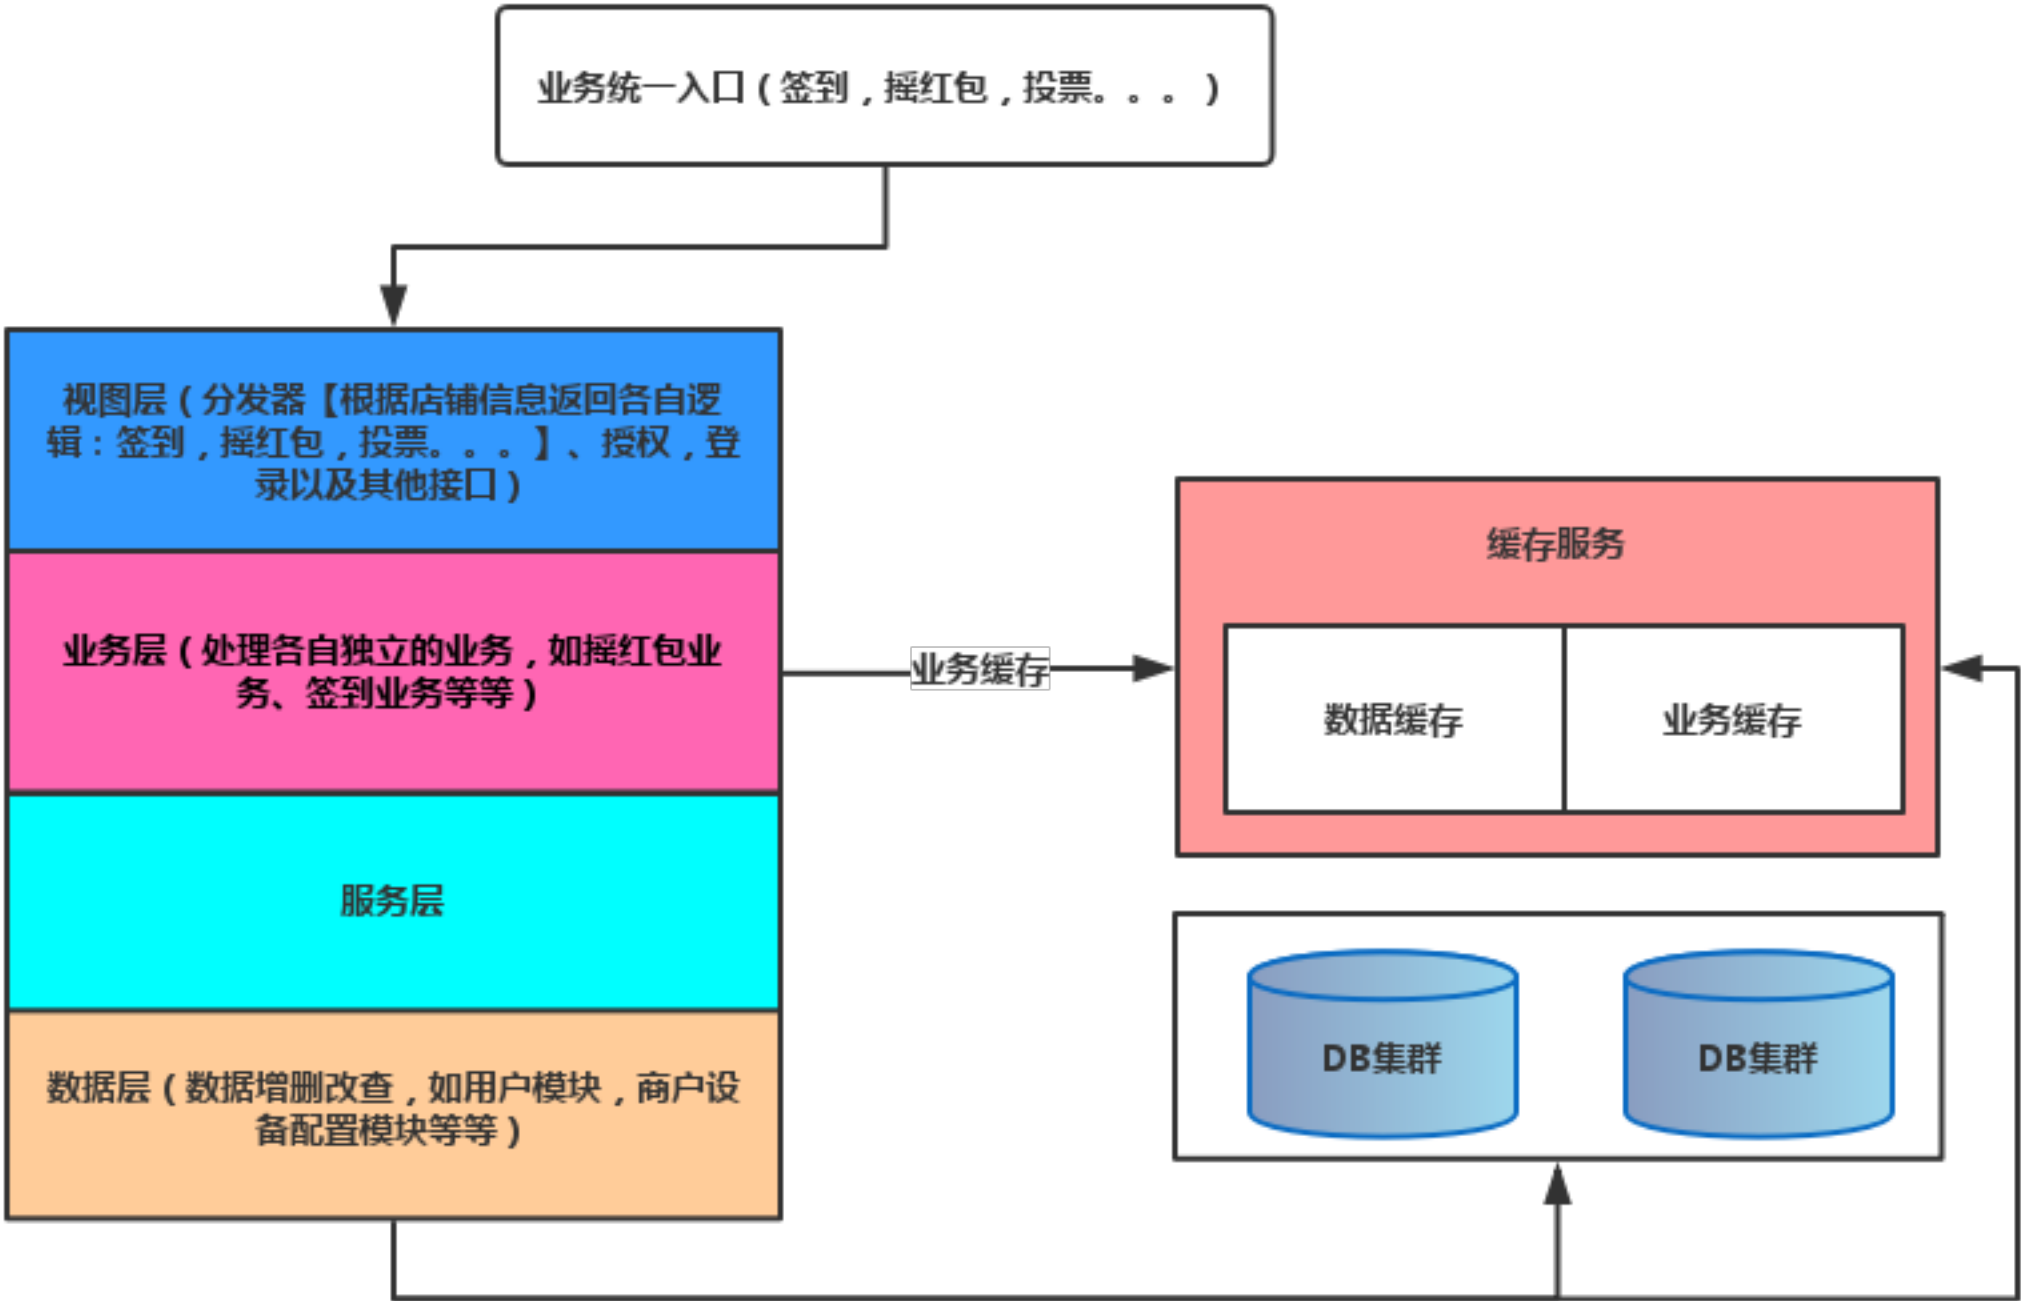 业务统一入口（签到，摇红包，投票。。。）
视图层（分发器【根据店铺信息返回各自逻
辑：签到，摇红包，投票。。。】、授权，登
录以及其他接口）
业务层（处理各自独立的业务，如摇红包业
务、签到业务等等）
服务层
数据层（数据增删改查，如用户模块，商户设
备配置模块等等）
业务缓存
缓存服务
数据缓存
业务缓存
DB集群
DB集群